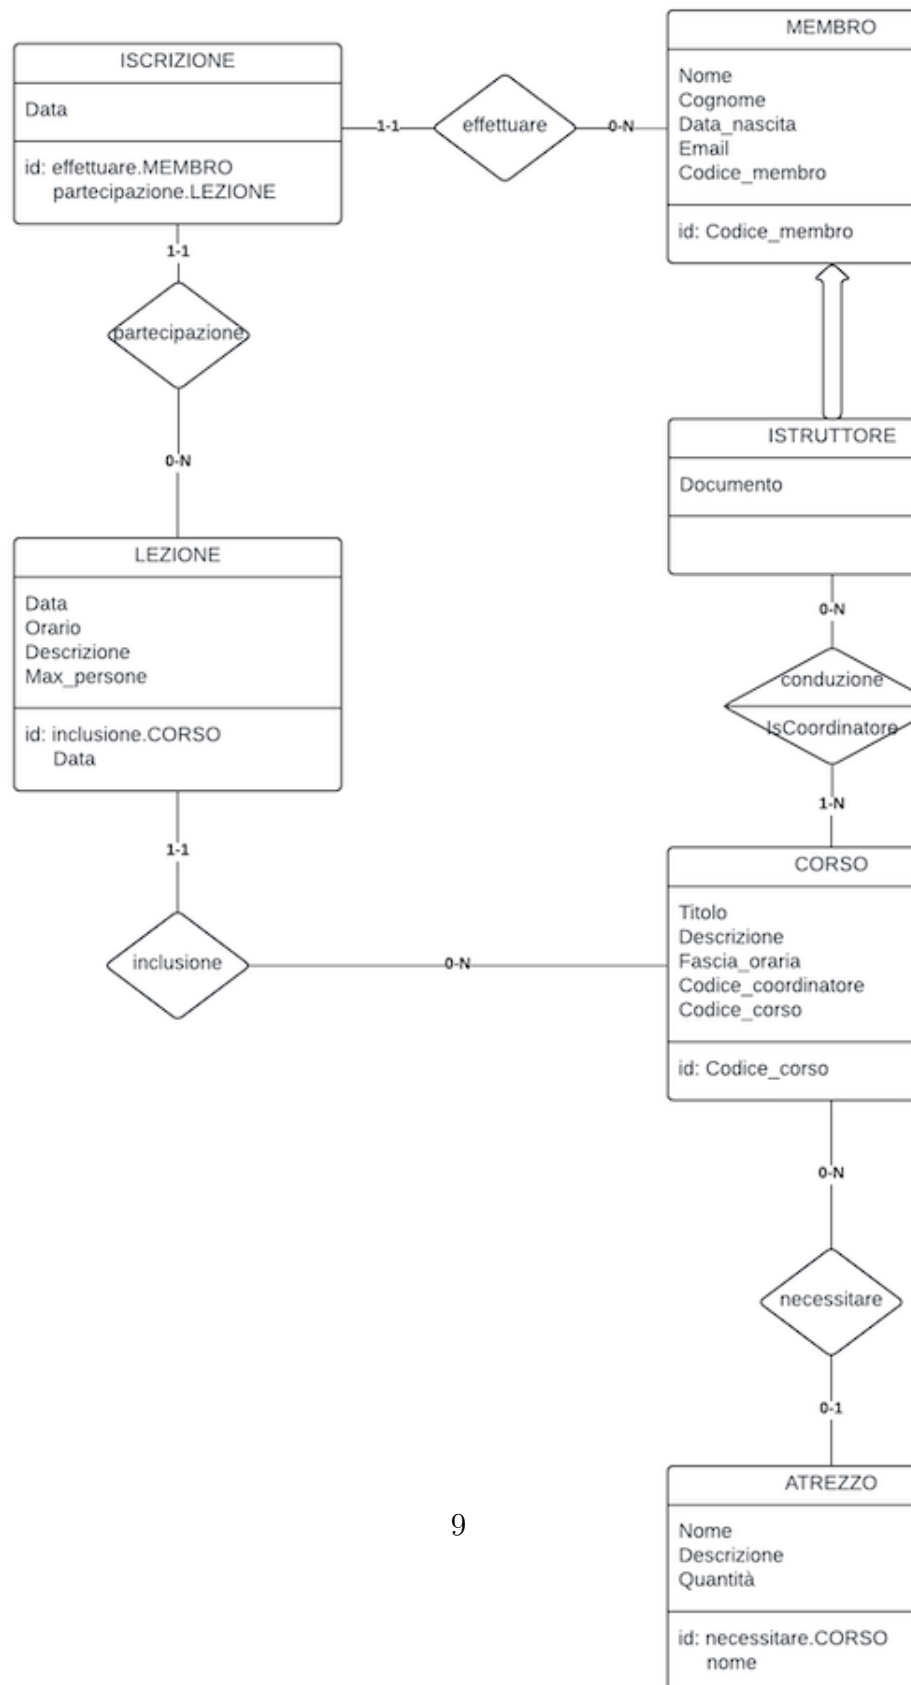 ISCRIZIONE
Data
id: effettuare.MEMBRO
partecipazione.LEZIONE
1-1
effettuare
0-N
MEMBRO
Nome
Cognome
Data_nascita
Email
Codice_membro
id: Codice_membro
1-1
partecipazione
0-N
ISTRUTTORE
Documento
LEZIONE
Data
Orario
Descrizione
Max_persone
id: inclusione.CORSO
Data
0-N
conduzione
IsCoordinatore
1-N
1-1
inclusione
0-N
CORSO
Titolo
Descrizione
Fascia_oraria
Codice_coordinatore
Codice_corso
id: Codice_corso
0-N
necessitare
0-1
ATREZZO
Nome
Descrizione
Quantità
id: necessitare.CORSO
nome
9